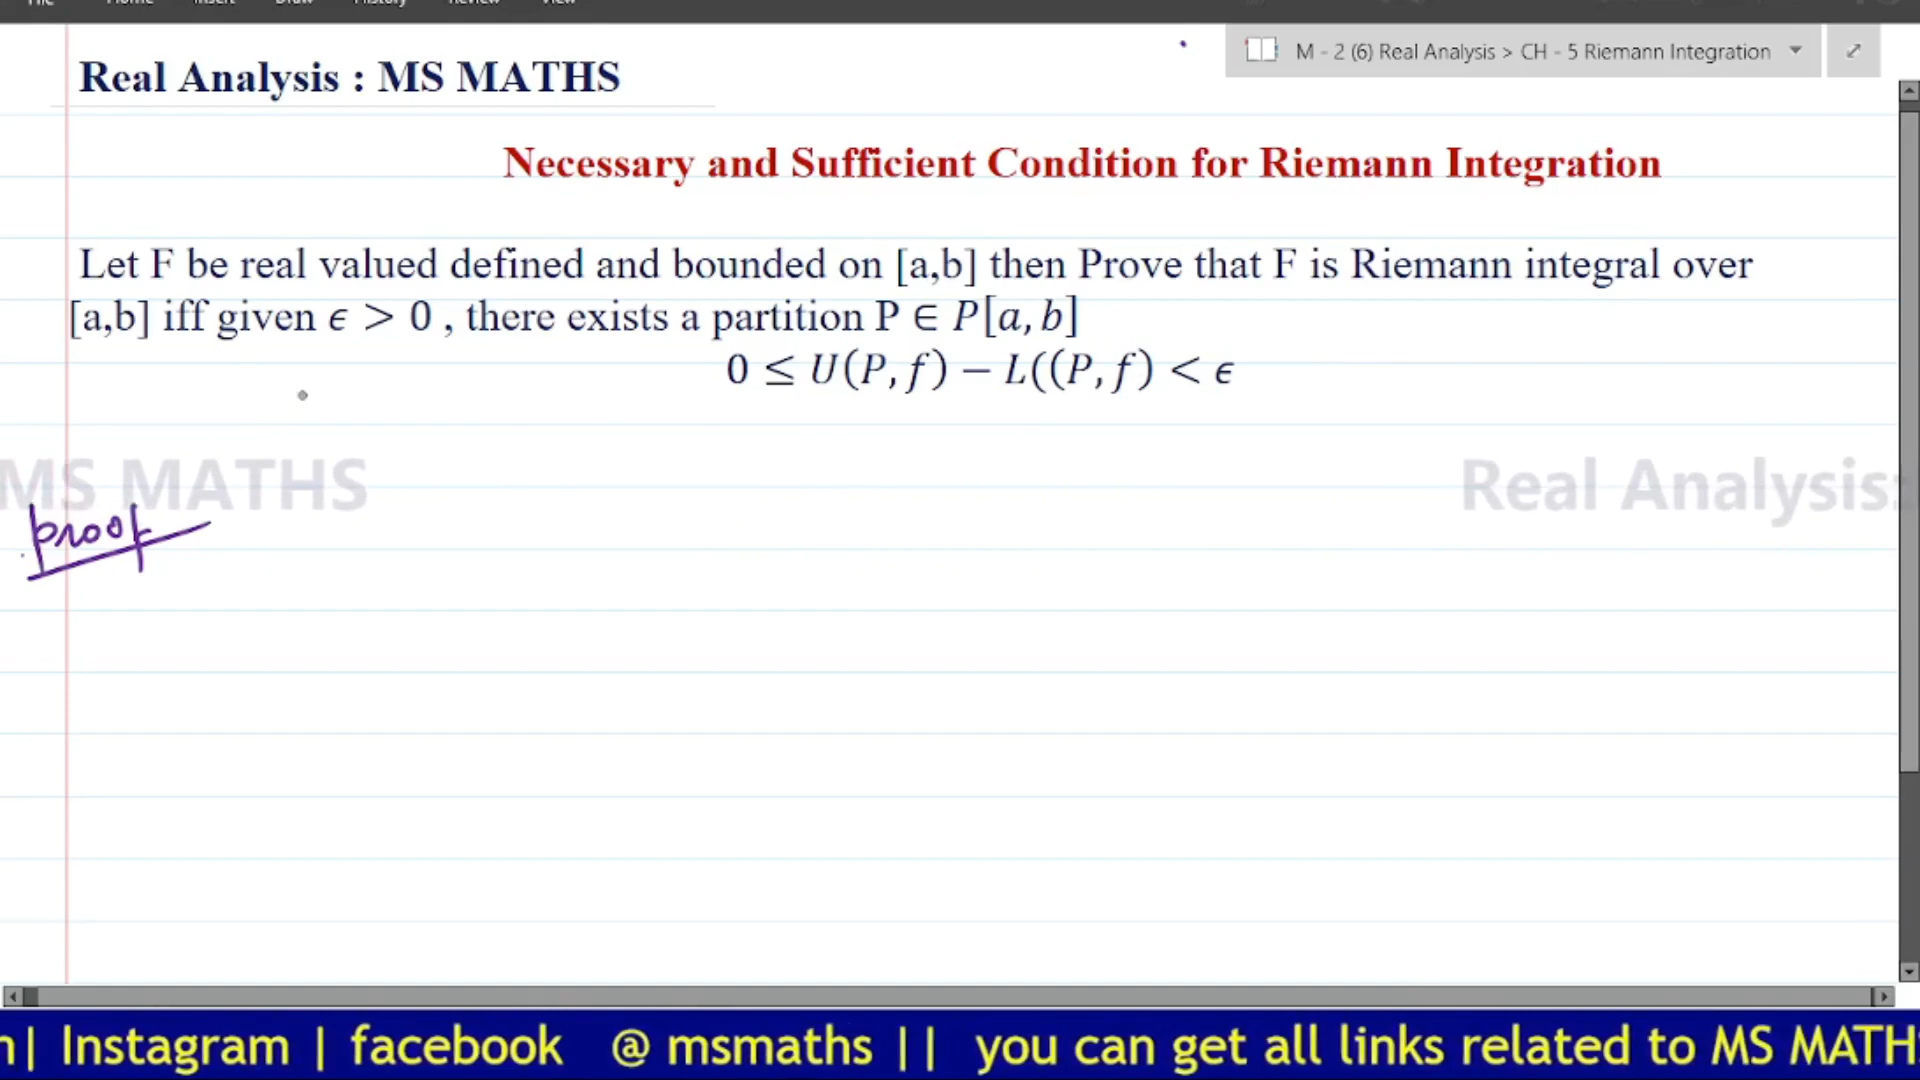 M - 2 (6) Real Analysis > CH - 5 Riemann Integration
Real Analysis : MS MATHS
Necessary and Sufficient Condition for Riemann Integration
Let F be real valued defined and bounded on [a,b] then Prove that F is Riemann integral over
[a,b] iff given ϵ > 0 , there exists a partition P ∈ P[a, b]
0 ≤ U(P, f) − L((P, f) < ϵ
MS MATHS
Real Analysis:
proof
| Instagram | facebook @ msmaths || you can get all links related to MS MATH